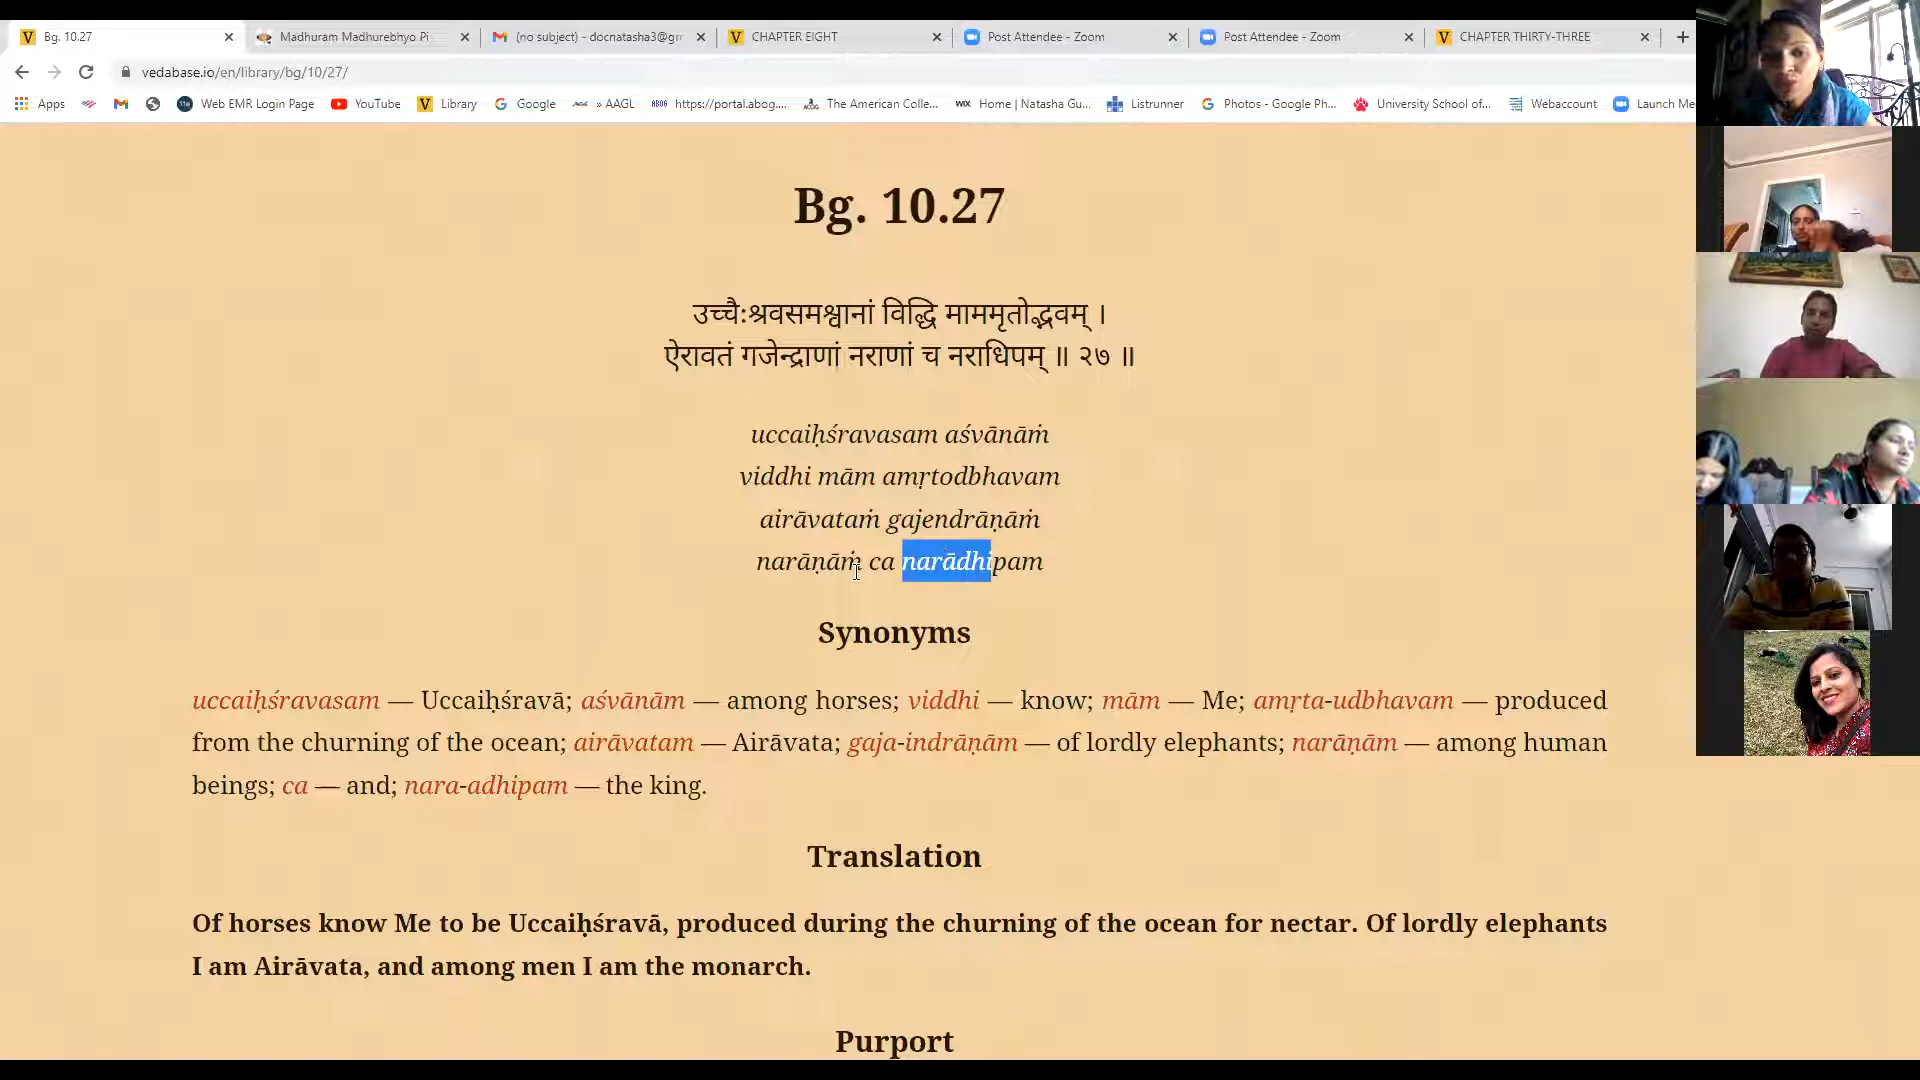 Bg. 10.27
Madhuram Madhurebhyo Pi
(no subject) - docnatasha3@gm
CHAPTER EIGHT
Post Attendee - Zoom
Post Attendee - Zoom
CHAPTER THIRTY-THREE
vedabase.io/en/library/bg/10/27/
Apps
Web EMR Login Page
YouTube
Library
Google
» AAGL
https://portal.abog....
The American Colle...
Home | Natasha Gu...
Listrunner
Photos - Google Ph...
University School of...
Webaccount
Launch Me
Bg. 10.27
उच्चैःश्रवसमश्वानां विद्धि माममृतोद्भवम् ।
ऐरावतं गजेन्द्राणां नराणां च नराधिपम् ॥ २७ ॥
uccaiḥśravasam aśvānāṁ
viddhi mām amṛtodbhavam
airāvataṁ gajendrāṇāṁ
narāṇāṁ ca narādhipam
Synonyms
uccaiḥśravasam — Uccaiḥśravā; aśvānām — among horses; viddhi — know; mām — Me; amṛta-udbhavam — produced
from the churning of the ocean; airāvatam — Airāvata; gaja-indrāṇām — of lordly elephants; narāṇām — among human
beings; ca — and; nara-adhipam — the king.
Translation
Of horses know Me to be Uccaiḥśravā, produced during the churning of the ocean for nectar. Of lordly elephants
I am Airāvata, and among men I am the monarch.
Purport